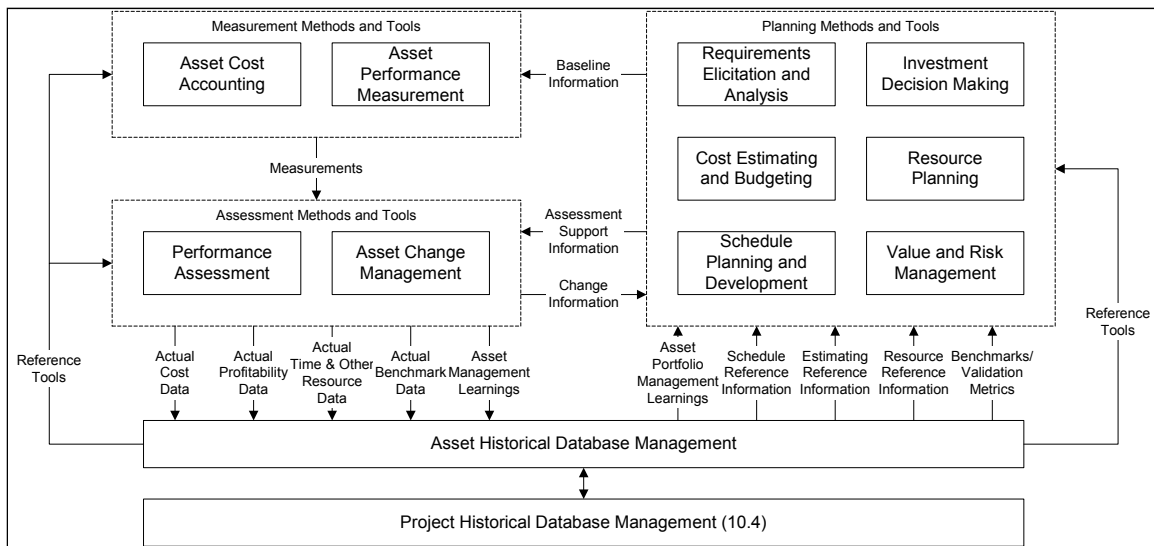 Measurement Methods and Tools
Asset Cost
Accounting
Asset
Performance
Measurement
Baseline
Information
Planning Methods and Tools
Requirements
Elicitation and
Analysis
Investment
Decision Making
Cost Estimating
and Budgeting
Resource
Planning
Schedule
Planning and
Development
Value and Risk
Management
Measurements
Assessment Methods and Tools
Performance
Assessment
Asset Change
Management
Assessment
Support
Information
Change
Information
Reference
Tools
Actual
Cost
Data
Actual
Profitability
Data
Actual
Time & Other
Resource
Data
Actual
Benchmark
Data
Asset
Management
Learnings
Asset
Portfolio
Management
Learnings
Schedule
Reference
Information
Estimating
Reference
Information
Resource
Reference
Information
Benchmarks/
Validation
Metrics
Reference
Tools
Asset Historical Database Management
Project Historical Database Management (10.4)